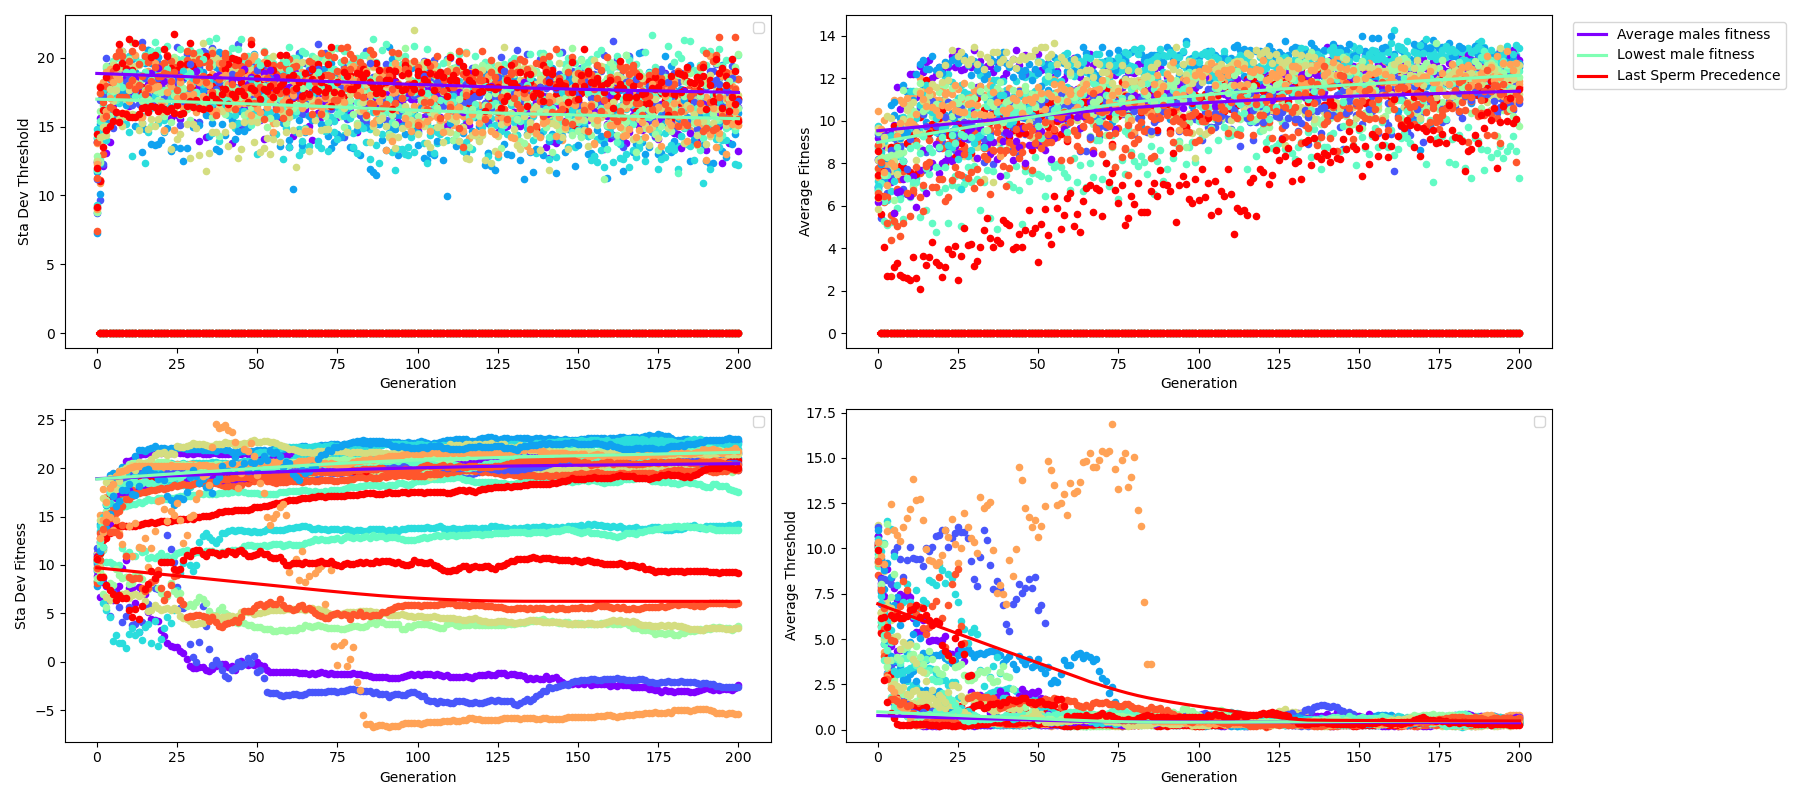 Sta Dev Threshold
20
15
10
5
0
0 25 50 75 100 125 150 175 200
Generation
Average Fitness
14
12
10
8
6
4
2
0
0 25 50 75 100 125 150 175 200
Generation
Average males fitness
Lowest male fitness
Last Sperm Precedence
Sta Dev Fitness
25
20
15
10
5
0
−5
0 25 50 75 100 125 150 175 200
Generation
Average Threshold
17.5
15.0
12.5
10.0
7.5
5.0
2.5
0.0
0 25 50 75 100 125 150 175 200
Generation